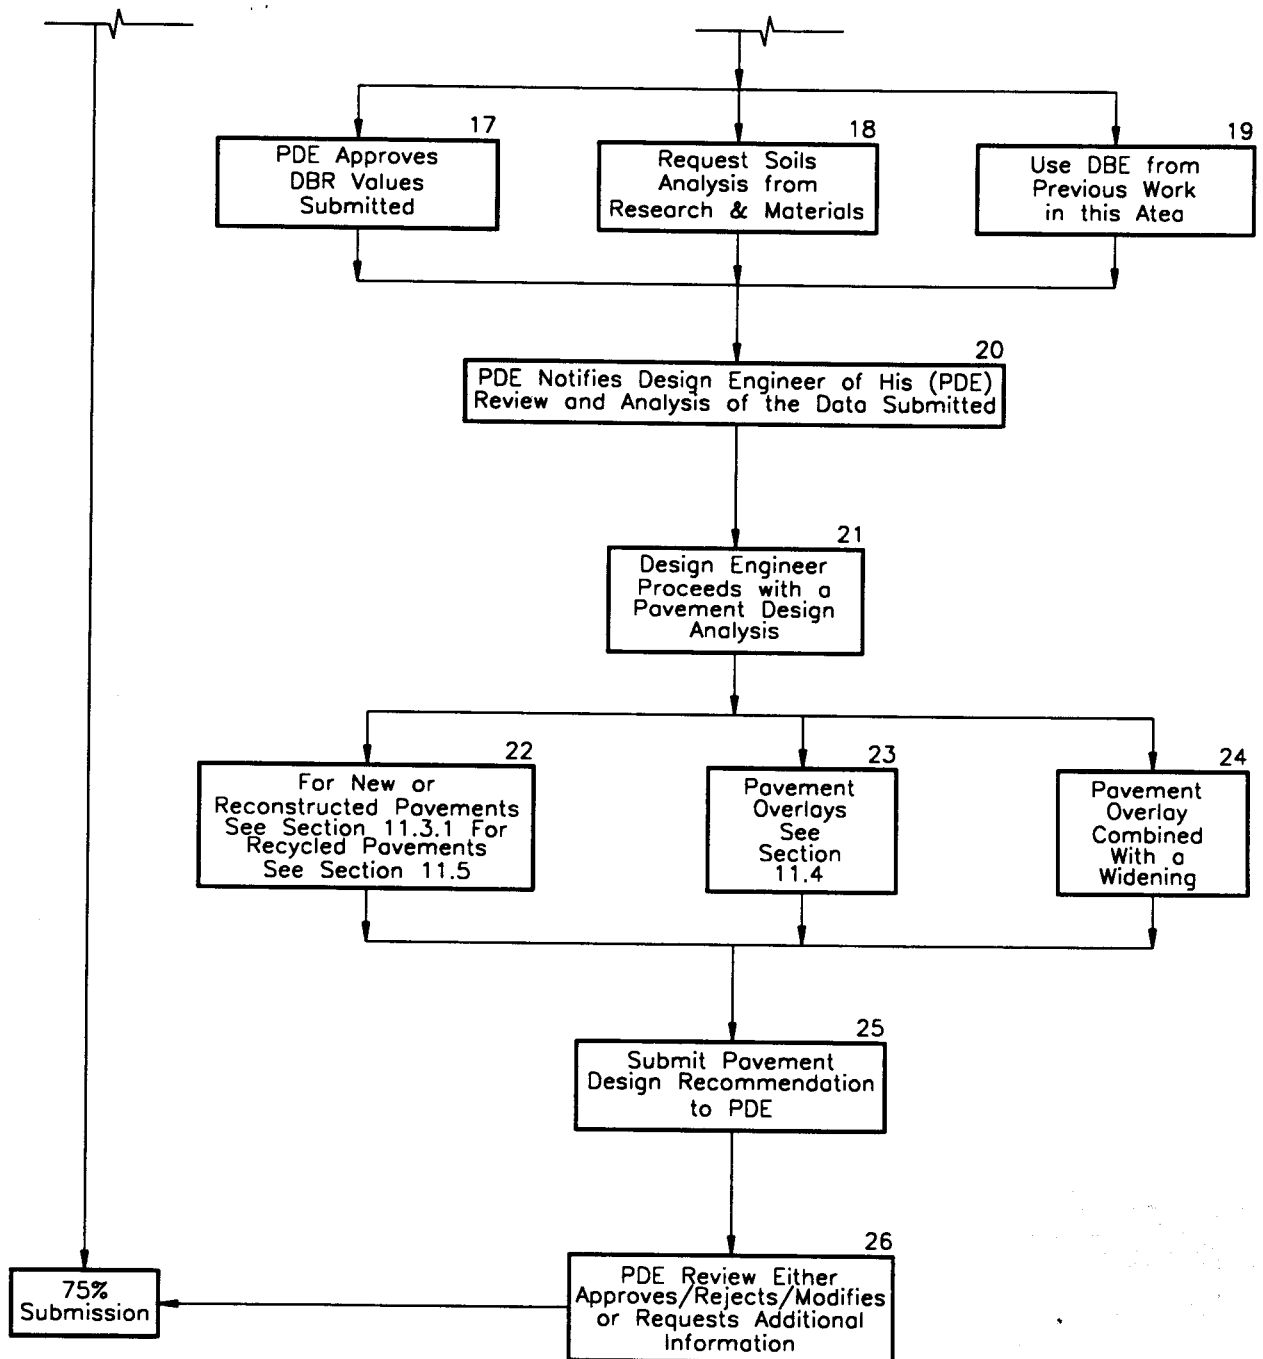 17
PDE Approves
DBR Values
Submitted
18
Request Soils
Analysis from
Research & Materials
19
Use DBE from
Previous Work
in this Atea
20
PDE Notifies Design Engineer of His (PDE)
Review and Analysis of the Data Submitted
21
Design Engineer
Proceeds with a
Pavement Design
Analysis
22
For New or
Reconstructed Pavements
See Section 11.3.1 For
Recycled Pavements
See Section 11.5
23
Pavement
Overlays
See
Section
11.4
24
Pavement
Overlay
Combined
With a
Widening
25
Submit Pavement
Design Recommendation
to PDE
26
PDE Review Either
Approves/Rejects/Modifies
or Requests Additional
Information
75%
Submission